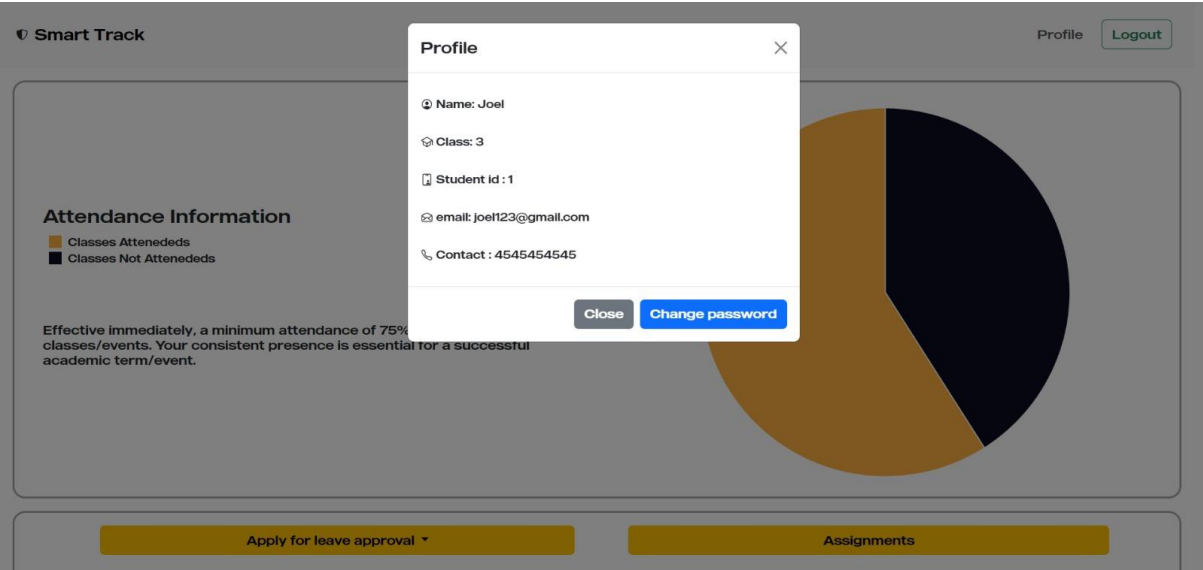 Smart Track
Profile
Logout
Profile
Name: Joel
Class: 3
Student id : 1
email: joel123@gmail.com
Contact : 4545454545
Close
Change password
Attendance Information
Classes Attenededs
Classes Not Attenededs
Effective immediately, a minimum attendance of 75%
classes/events. Your consistent presence is essential for a successful
academic term/event.
Apply for leave approval
Assignments